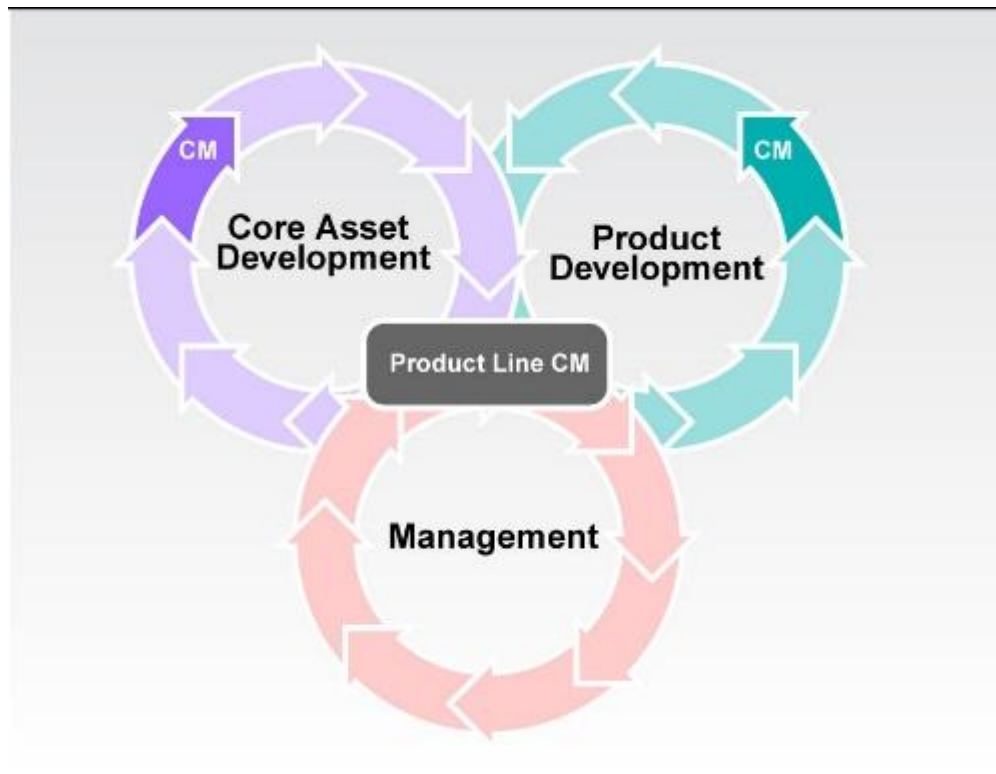 CM
CM
Core Asset
Development
Product
Development
Product Line CM
Management